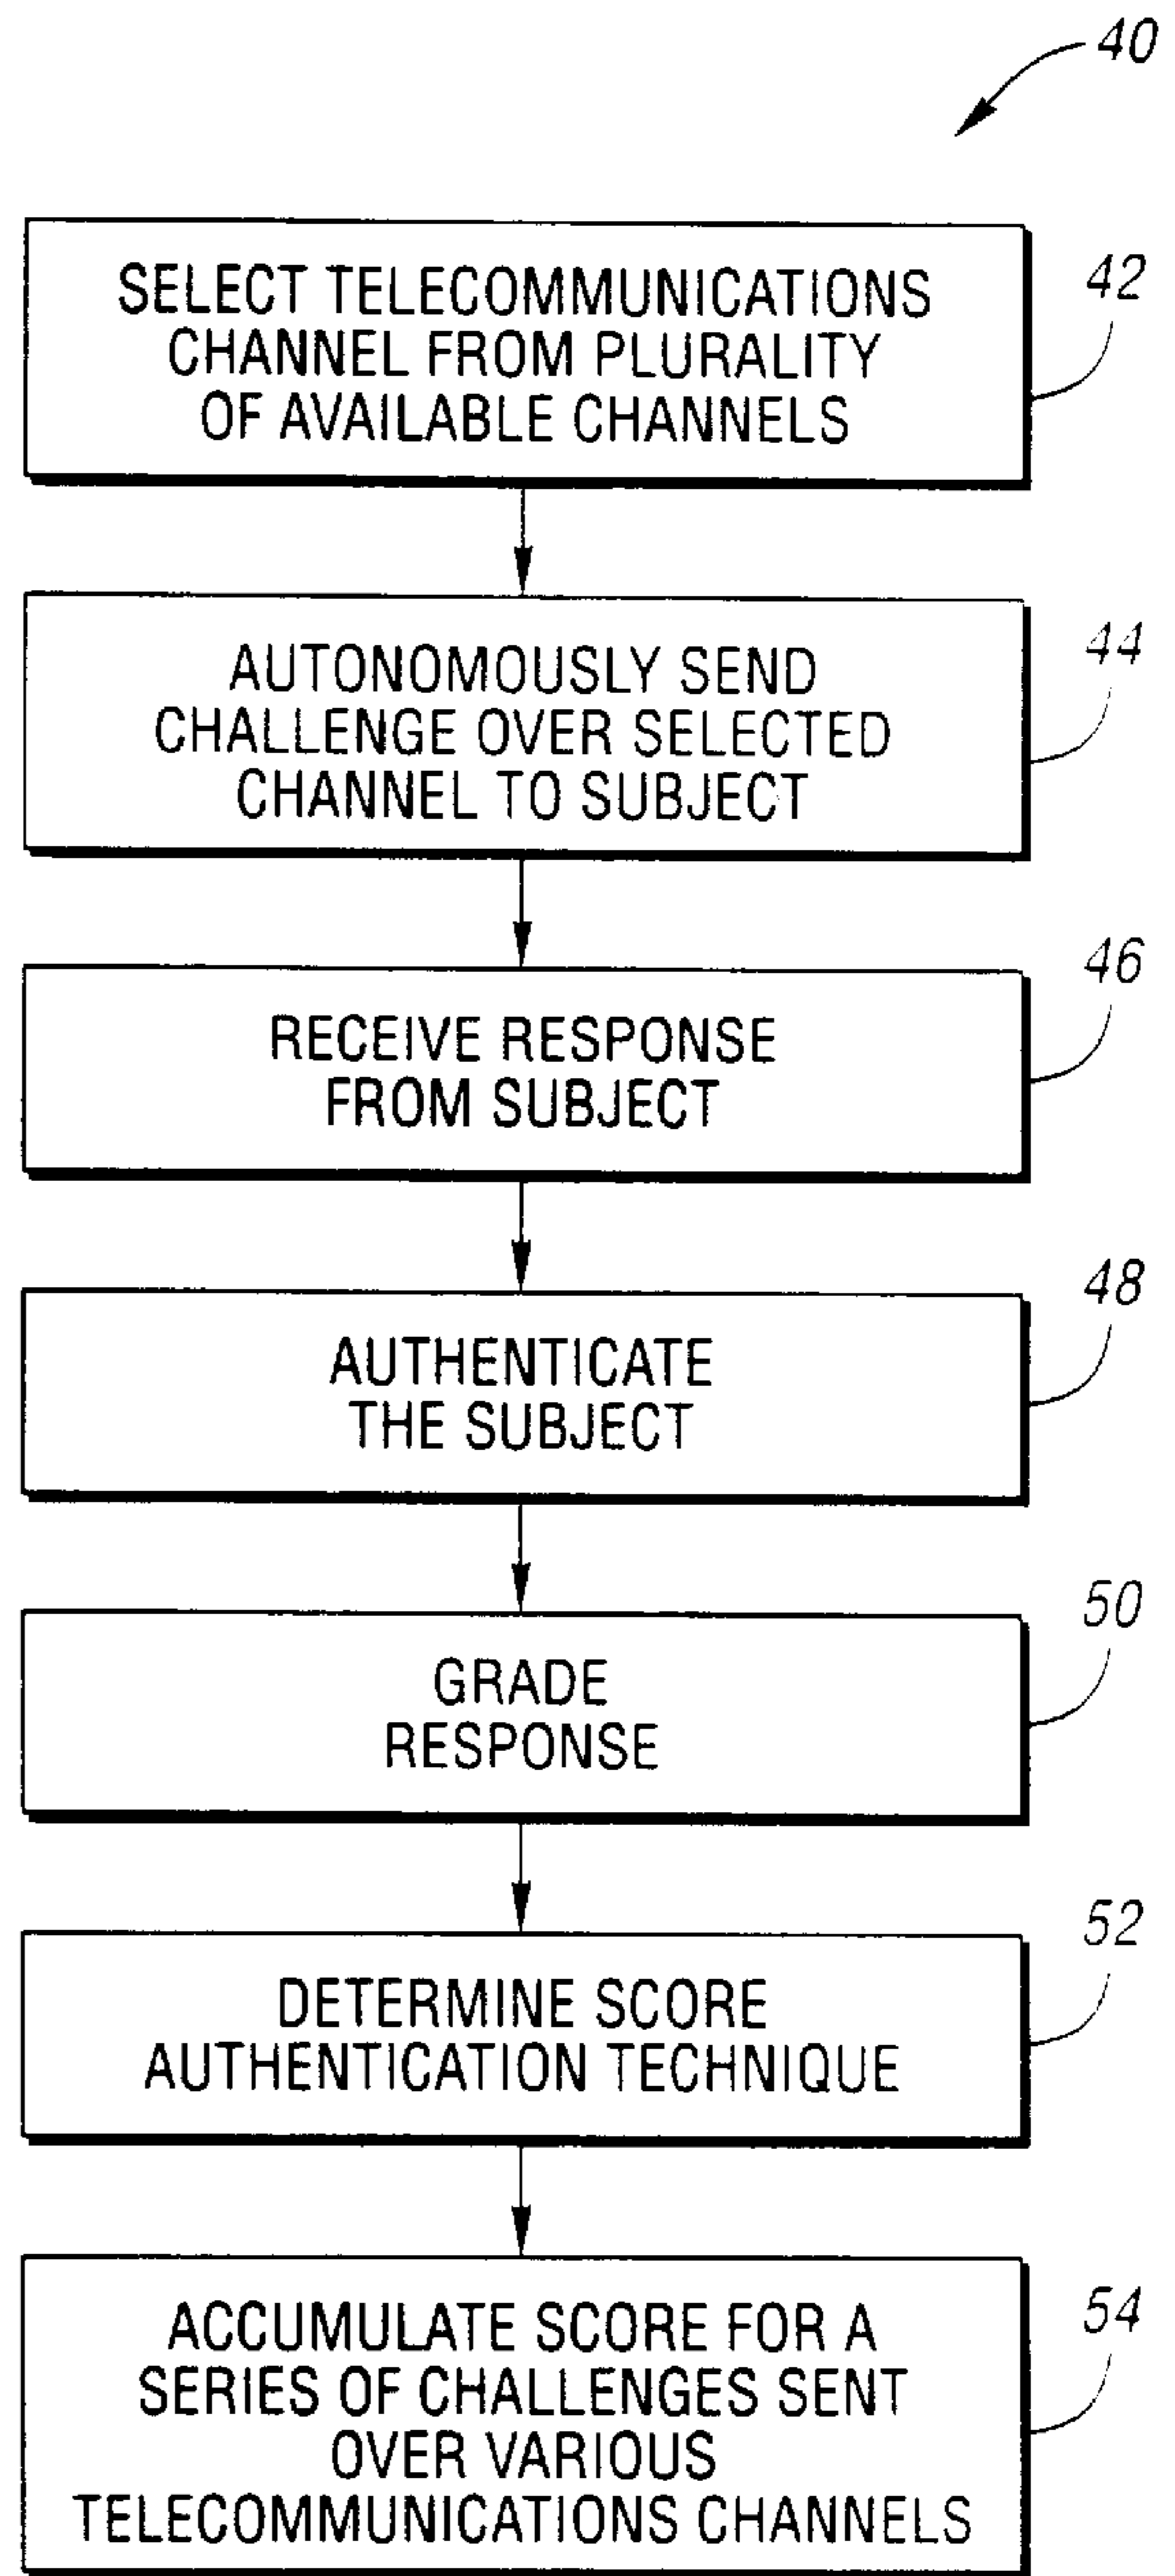 40
SELECT TELECOMMUNICATIONS
CHANNEL FROM PLURALITY
OF AVAILABLE CHANNELS
42
AUTONOMOUSLY SEND
CHALLENGE OVER SELECTED
CHANNEL TO SUBJECT
44
RECEIVE RESPONSE
FROM SUBJECT
46
AUTHENTICATE
THE SUBJECT
48
GRADE
RESPONSE
50
DETERMINE SCORE
AUTHENTICATION TECHNIQUE
52
ACCUMULATE SCORE FOR A
SERIES OF CHALLENGES SENT
OVER VARIOUS
TELECOMMUNICATIONS CHANNELS
54